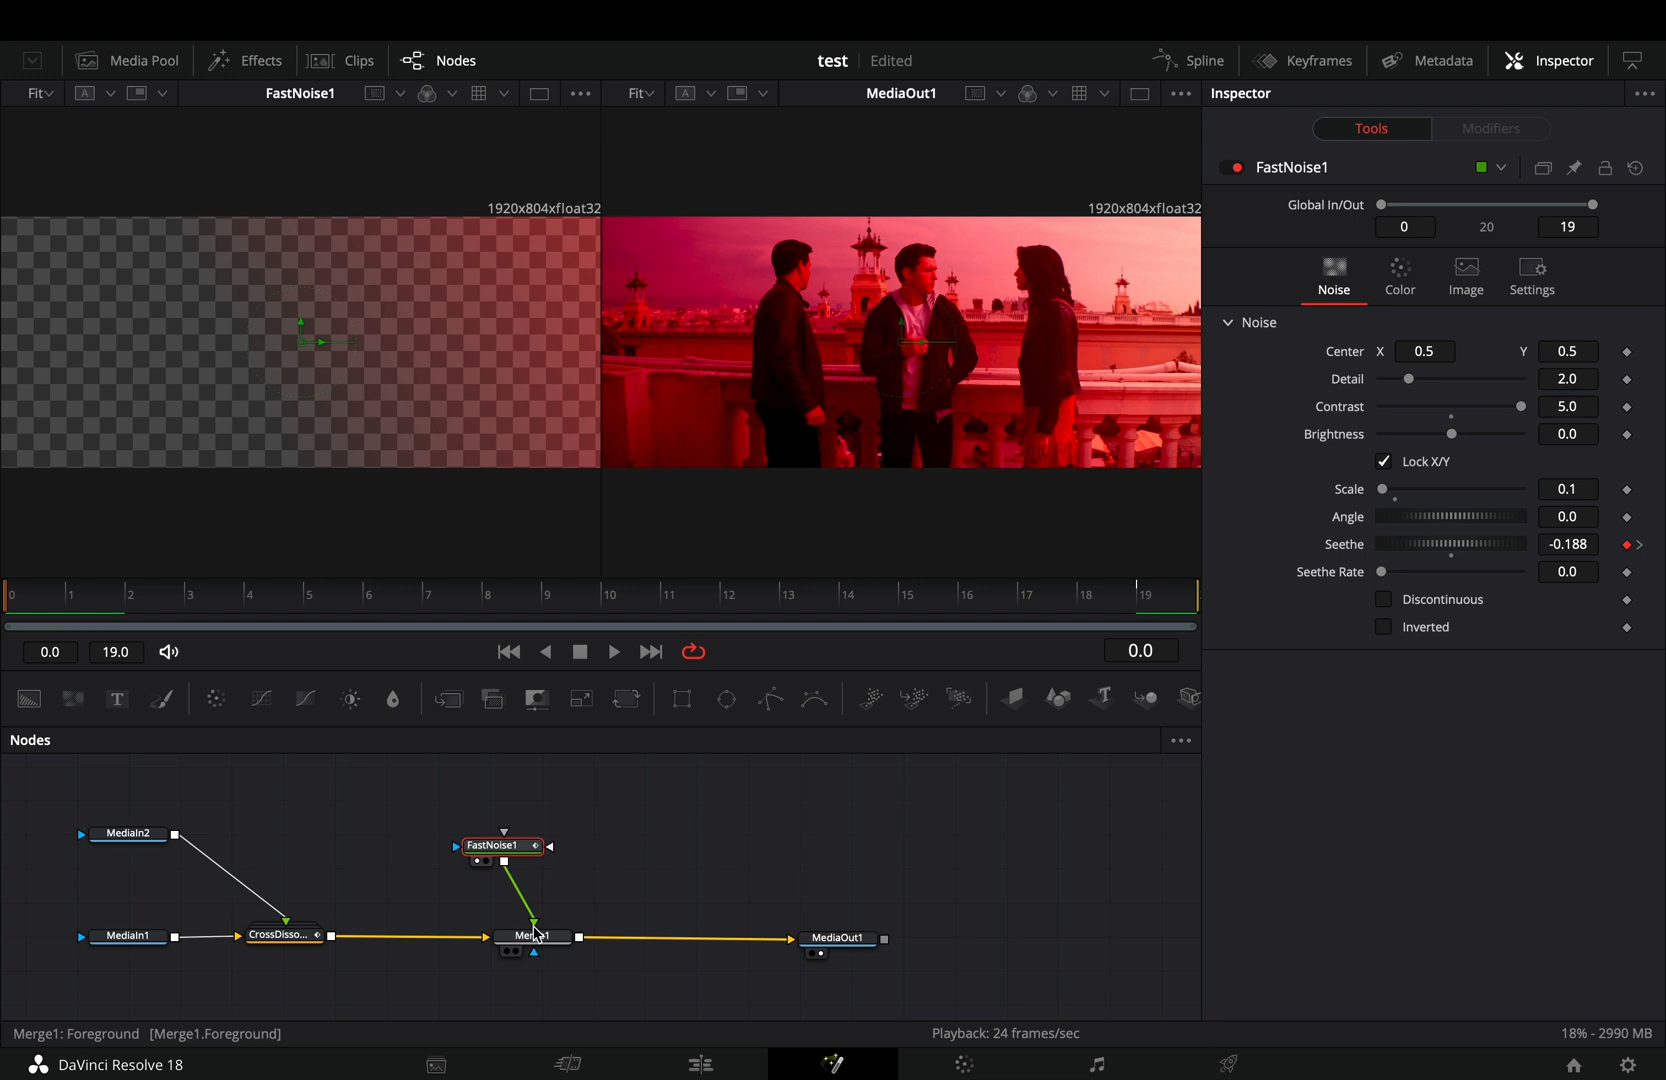 Media Pool Effects Clips Nodes test Edited Spline Keyframes Metadata Inspector
Fit A FastNoise1 Fit A MediaOut1 Inspector
Tools Modifiers
FastNoise1
1920x804xfloat32 1920x804xfloat32
Global In/Out
0 20 19
Noise Color Image Settings
Noise
Center X 0.5 Y 0.5
Detail 2.0
Contrast 5.0
Brightness 0.0
Lock X/Y
Scale 0.1
Angle 0.0
Seethe -0.188
Seethe Rate 0.0
Discontinuous
Inverted
0 1 2 3 4 5 6 7 8 9 10 11 12 13 14 15 16 17 18 19
0.0 19.0 0.0
T T
Nodes
MediaIn2
FastNoise1
MediaIn1 CrossDisso... MediaOut1
Merge1: Foreground [Merge1.Foreground] Playback: 24 frames/sec 18% - 2990 MB
DaVinci Resolve 18